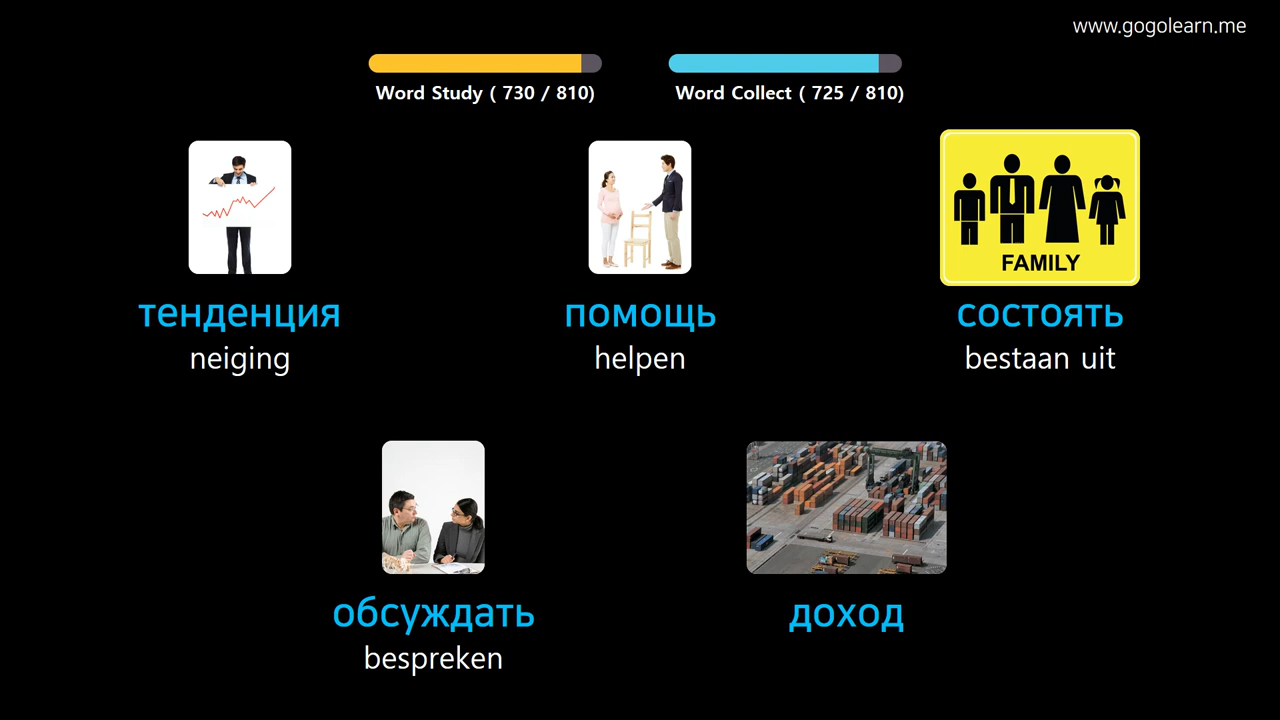 www.gogolearn.me
Word Study ( 730 / 810)
Word Collect ( 725 / 810)
FAMILY
тенденция
neiging
помощь
helpen
состоять
bestaan uit
обсуждать
bespreken
доход